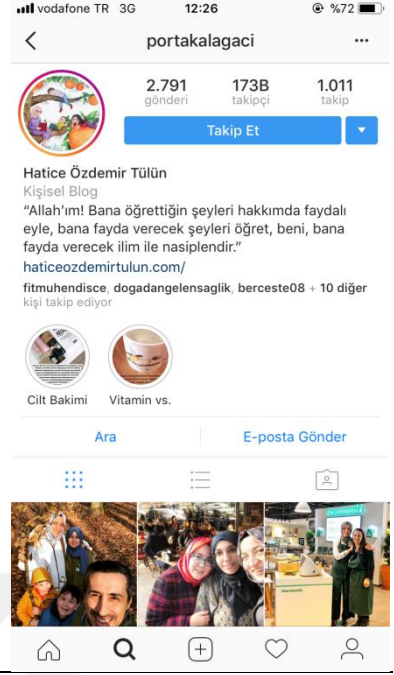 vodafone TR 3G 12:26 %72
portakalagaci
2.791 173B 1.011
gönderi takipçi takip
Takip Et
Hatice Özdemir Tülün
Kişisel Blog
“Allah’ım! Bana öğrettiğin şeyleri hakkımda faydalı
eyle, bana fayda verecek şeyleri öğret, beni, bana
fayda verecek ilim ile nasiplendir.”
haticeozdemirtulun.com/
fitmuhendisce, dogadangelensaglik, berceste08 + 10 diğer
kişi takip ediyor
Cilt Bakimi Vitamin vs.
Ara E-posta Gönder